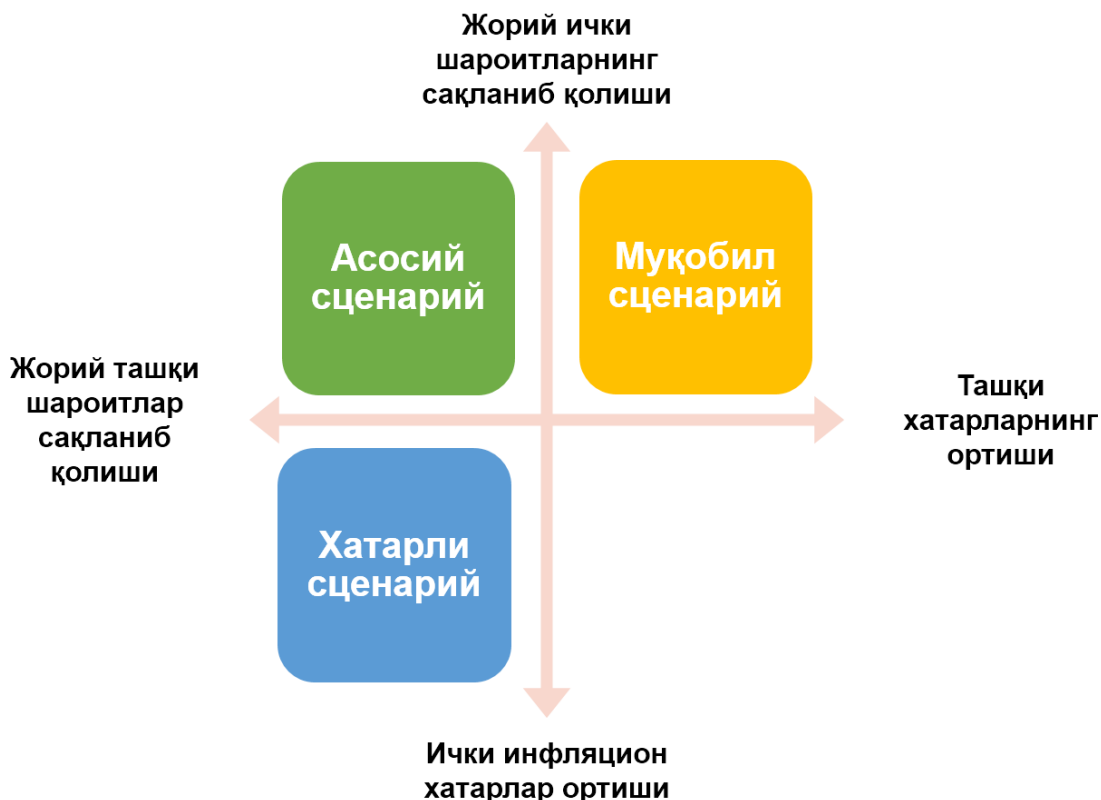 Жорий ички
шароитларнинг
сақланиб қолиши
Асосий
сценарий
Муқобил
сценарий
Жорий ташқи
шароитлар
сақланиб
қолиши
Ташқи
хатарларнинг
ортиши
Хатарли
сценарий
Ички инфляцион
хатарлар ортиши